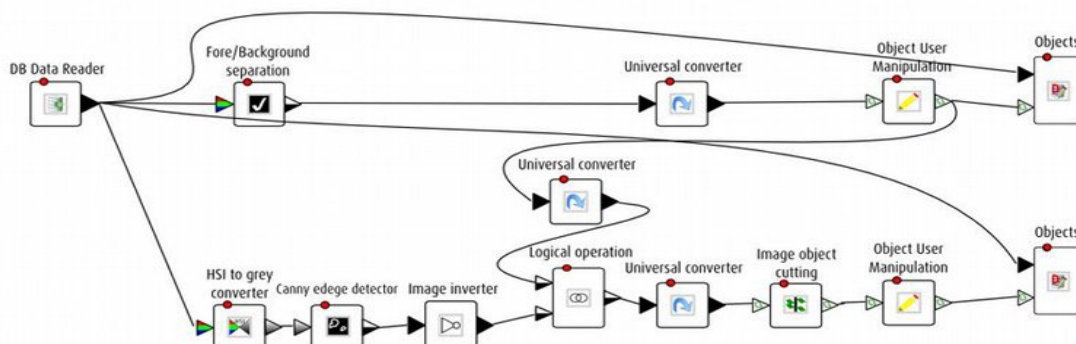 DB Data Reader
Fore/Background
separation
Universal converter
Object User
Manipulation
Objects
Universal converter
HSI to grey
converter
Canny edege detector
Image inverter
Logical operation
Universal converter
Image object
cutting
Object User
Manipulation
Objects